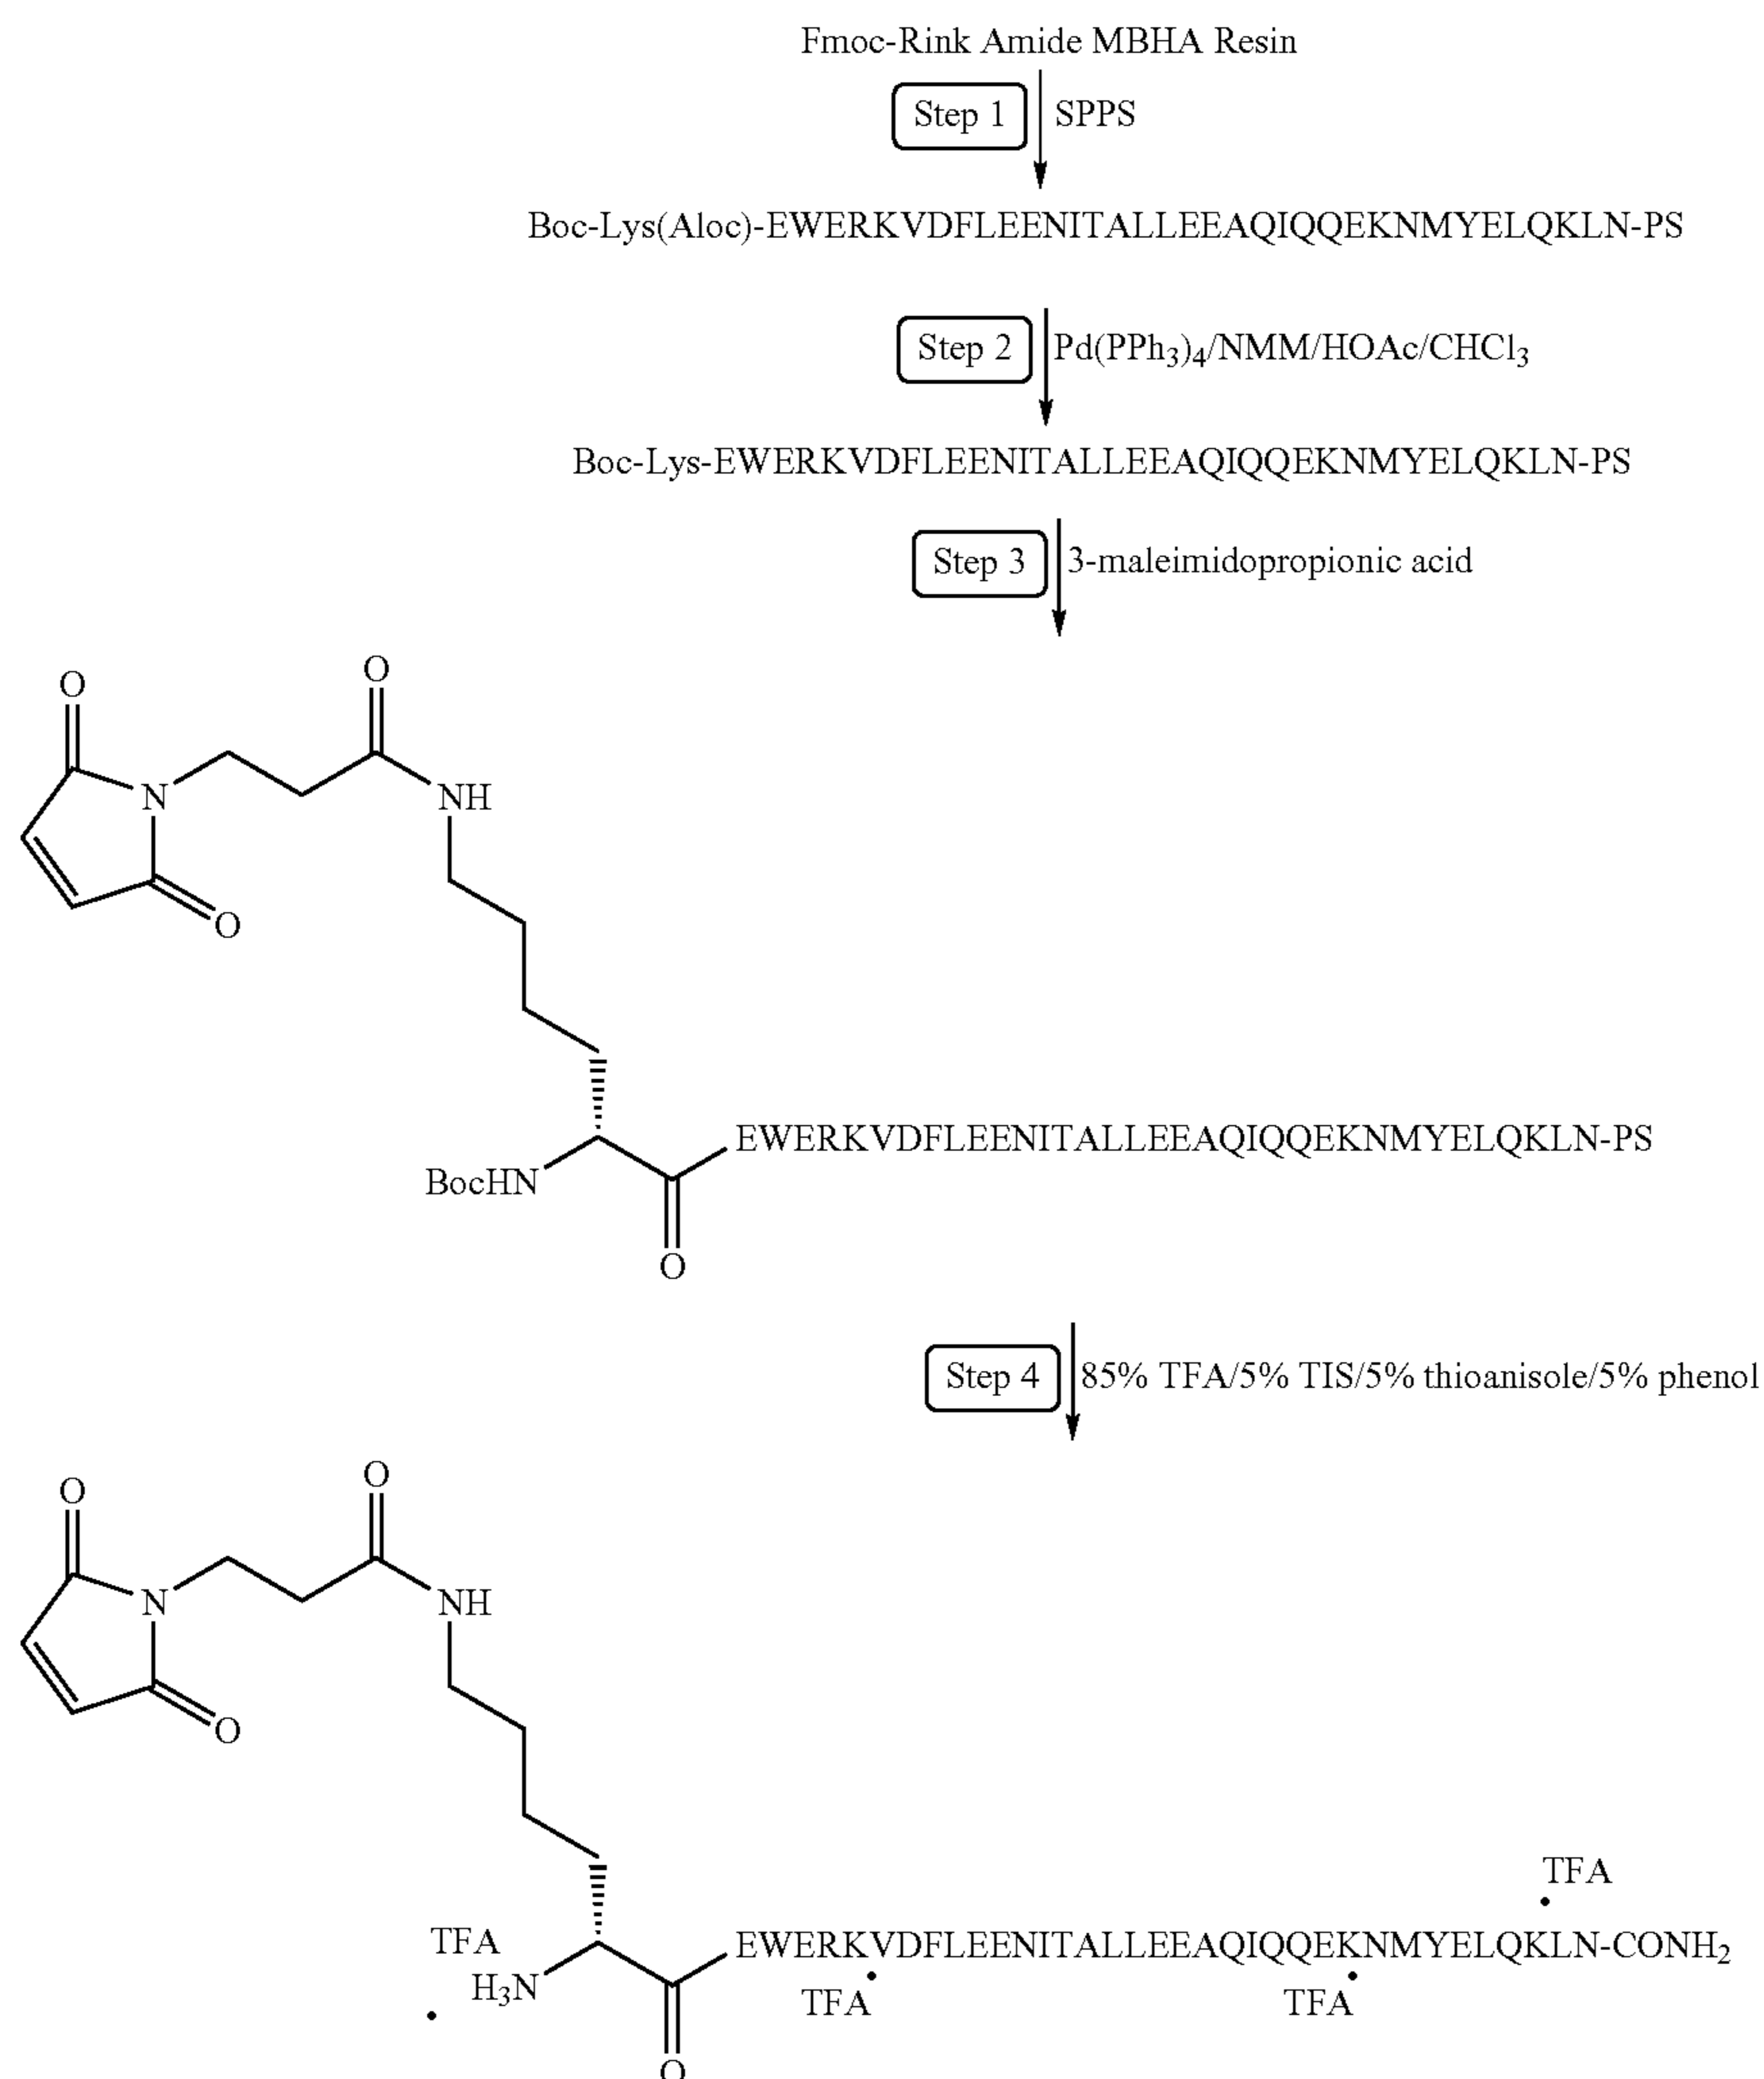 Fmoc-Rink Amide MBHA Resin
Step 1 SPPS
Boc-Lys(Aloc)-EWERKVDFLEENITALLEEAQIQQEKNMYELQKLN-PS
Step 2 Pd(PPh3)4/NMM/HOAc/CHCl3
Boc-Lys-EWERKVDFLEENITALLEEAQIQQEKNMYELQKLN-PS
Step 3 3-maleimidopropionic acid
O
O
N
NH
O
EWERKVDFLEENITALLEEAQIQQEKNMYELQKLN-PS
BocHN
O
Step 4 85% TFA/5% TIS/5% thioanisole/5% phenol
O
O
N
NH
O
TFA
TFA
EWERKVDFLEENITALLEEAQIQQEKNMYELQKLN-CONH2
H3N
TFA
TFA
O